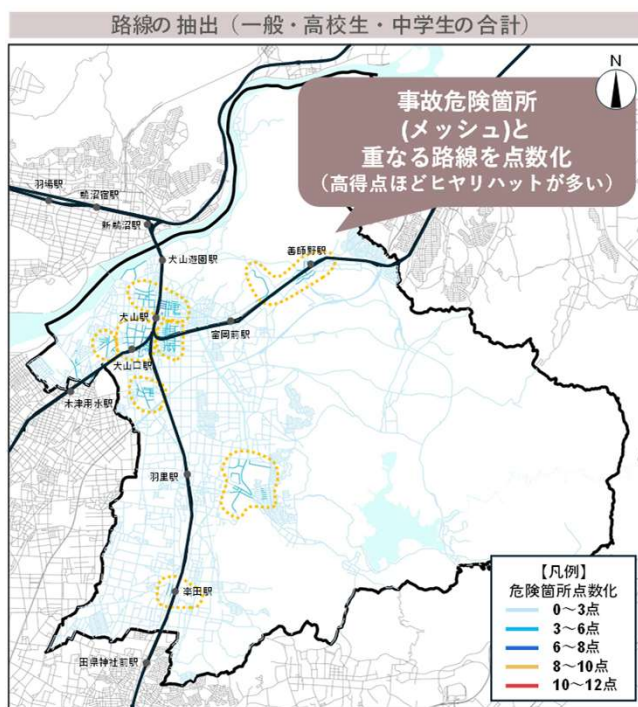 路線の抽出（一般・高校生・中学生の合計）
N
事故危険箇所
(メッシュ)と
重なる路線を点数化
（高得点ほどヒヤリハットが多い）
羽場駅
鵜沼宿駅
新鵜沼駅
犬山遊園駅
善師野駅
犬山駅
富岡前駅
犬山口駅
木津用水駅
羽黒駅
楽田駅
田県神社前駅
【凡例】
危険箇所点数化
0～3点
3～6点
6～8点
8～10点
10～12点